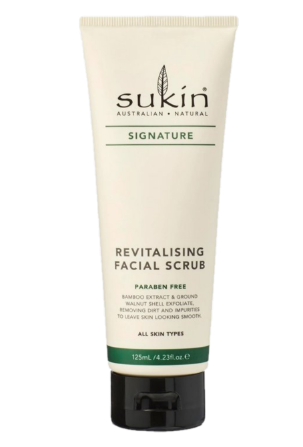 sukin®
AUSTRALIAN • NATURAL
SIGNATURE
REVITALISING
FACIAL SCRUB
PARABEN FREE
BAMBOO EXTRACT & GROUND
WALNUT SHELL EXFOLIATE,
REMOVING DIRT AND IMPURITIES
TO LEAVE SKIN LOOKING SMOOTH.
ALL SKIN TYPES
125mL / 4.23fl.oz.℮